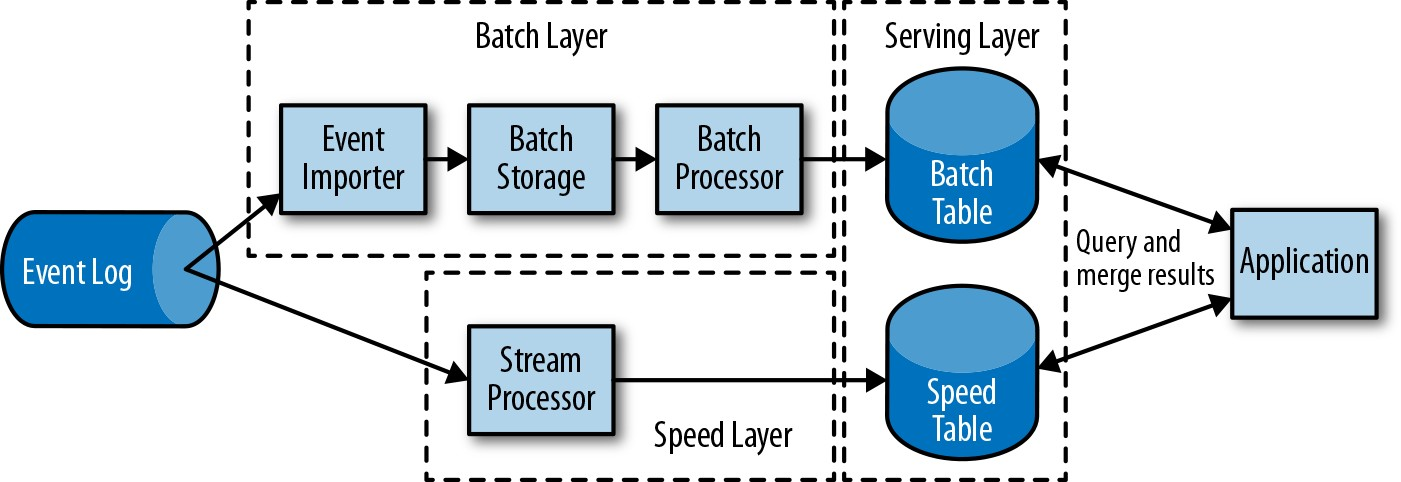 Batch Layer
Serving Layer
Event
Importer
Batch
Storage
Batch
Processor
Batch
Table
Event Log
Query and
merge results
Application
Stream
Processor
Speed Layer
Speed
Table